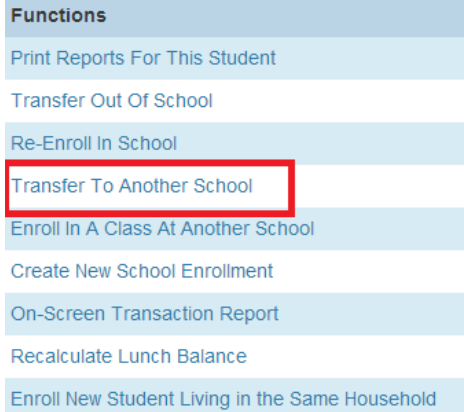 Functions
Print Reports For This Student
Transfer Out Of School
Re-Enroll In School
Transfer To Another School
Enroll In A Class At Another School
Create New School Enrollment
On-Screen Transaction Report
Recalculate Lunch Balance
Enroll New Student Living in the Same Household